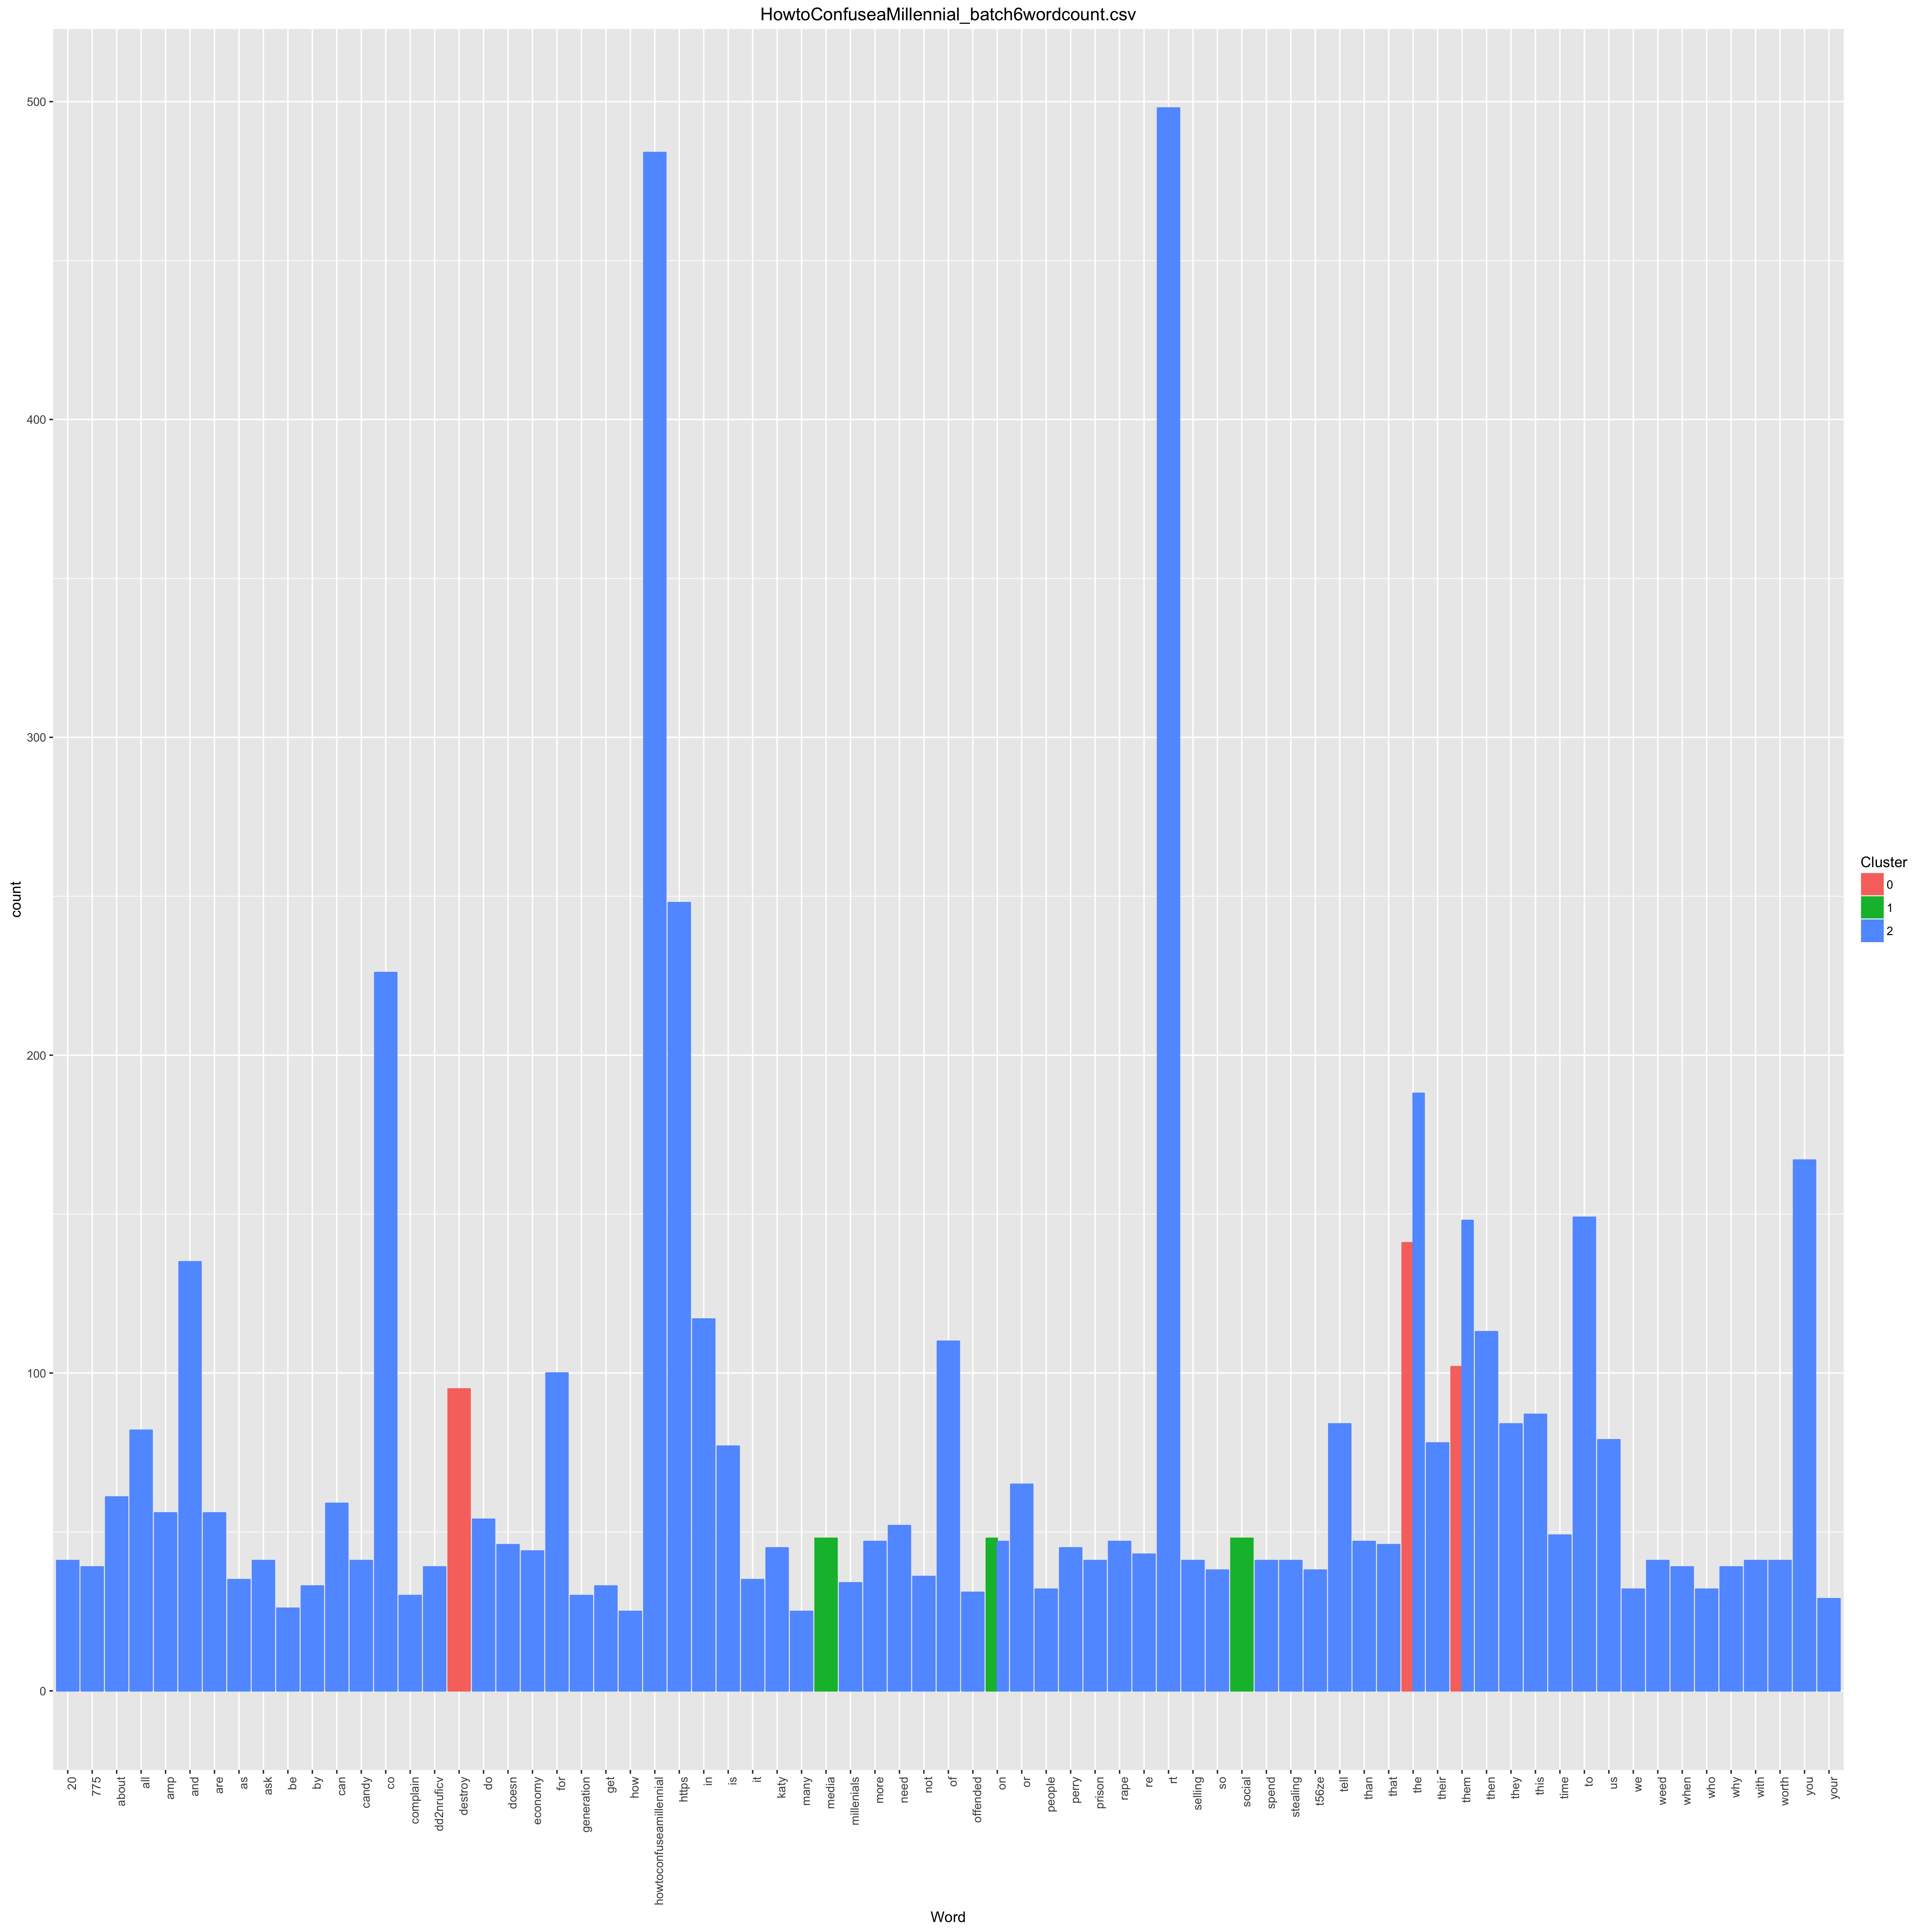 HowtoConfuseaMillennial_batch6wordcount.csv
500
400
300
200
100
0
count
20
775
about
all
amp
and
are
as
ask
be
by
can
candy
co
complain
dd2nruficv
destroy
do
doesn
economy
for
generation
get
how
howtoconfuseamillennial
https
in
is
it
katy
many
media
millenials
more
need
not
of
offended
on
or
people
perry
prison
rape
re
rt
selling
so
social
spend
stealing
t56ze
tell
than
that
the
their
them
then
they
this
time
to
us
we
weed
when
who
why
with
worth
you
your
Word
Cluster
0
1
2